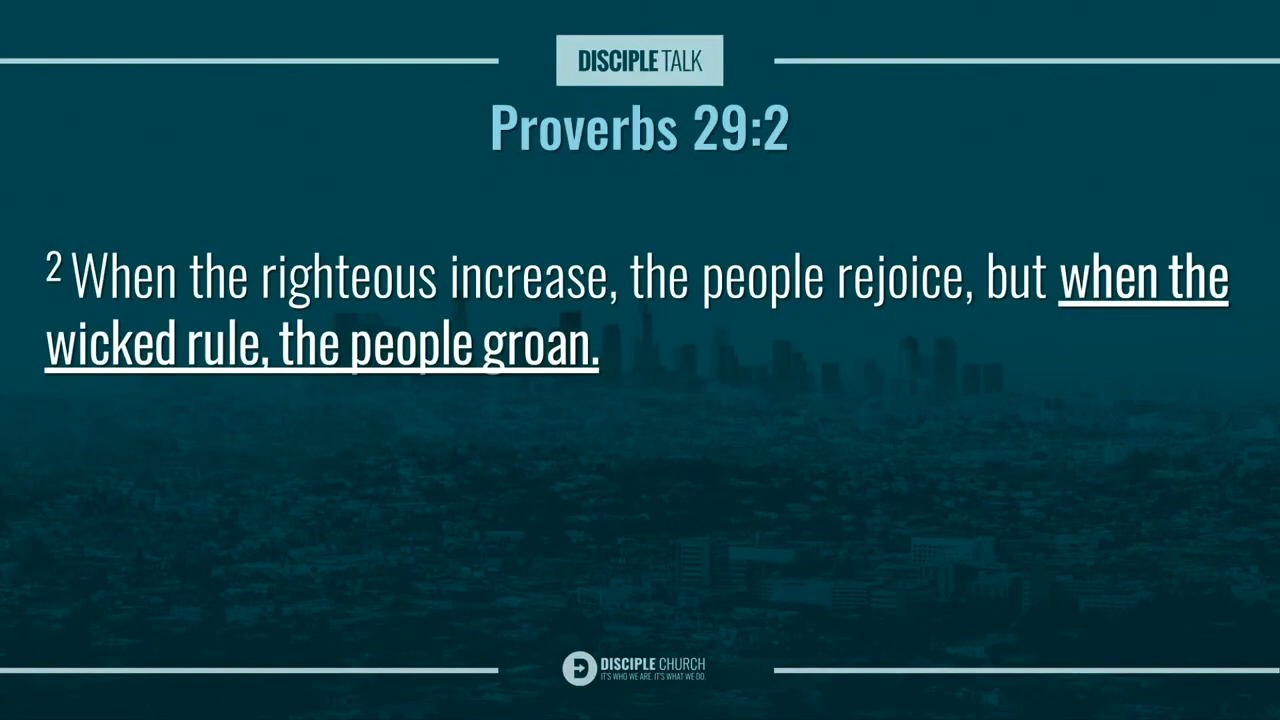 DISCIPLE TALK
Proverbs 29:2
2 When the righteous increase, the people rejoice, but when the
wicked rule, the people groan.
DISCIPLE CHURCH
IT'S WHO WE ARE. IT'S WHAT WE DO.